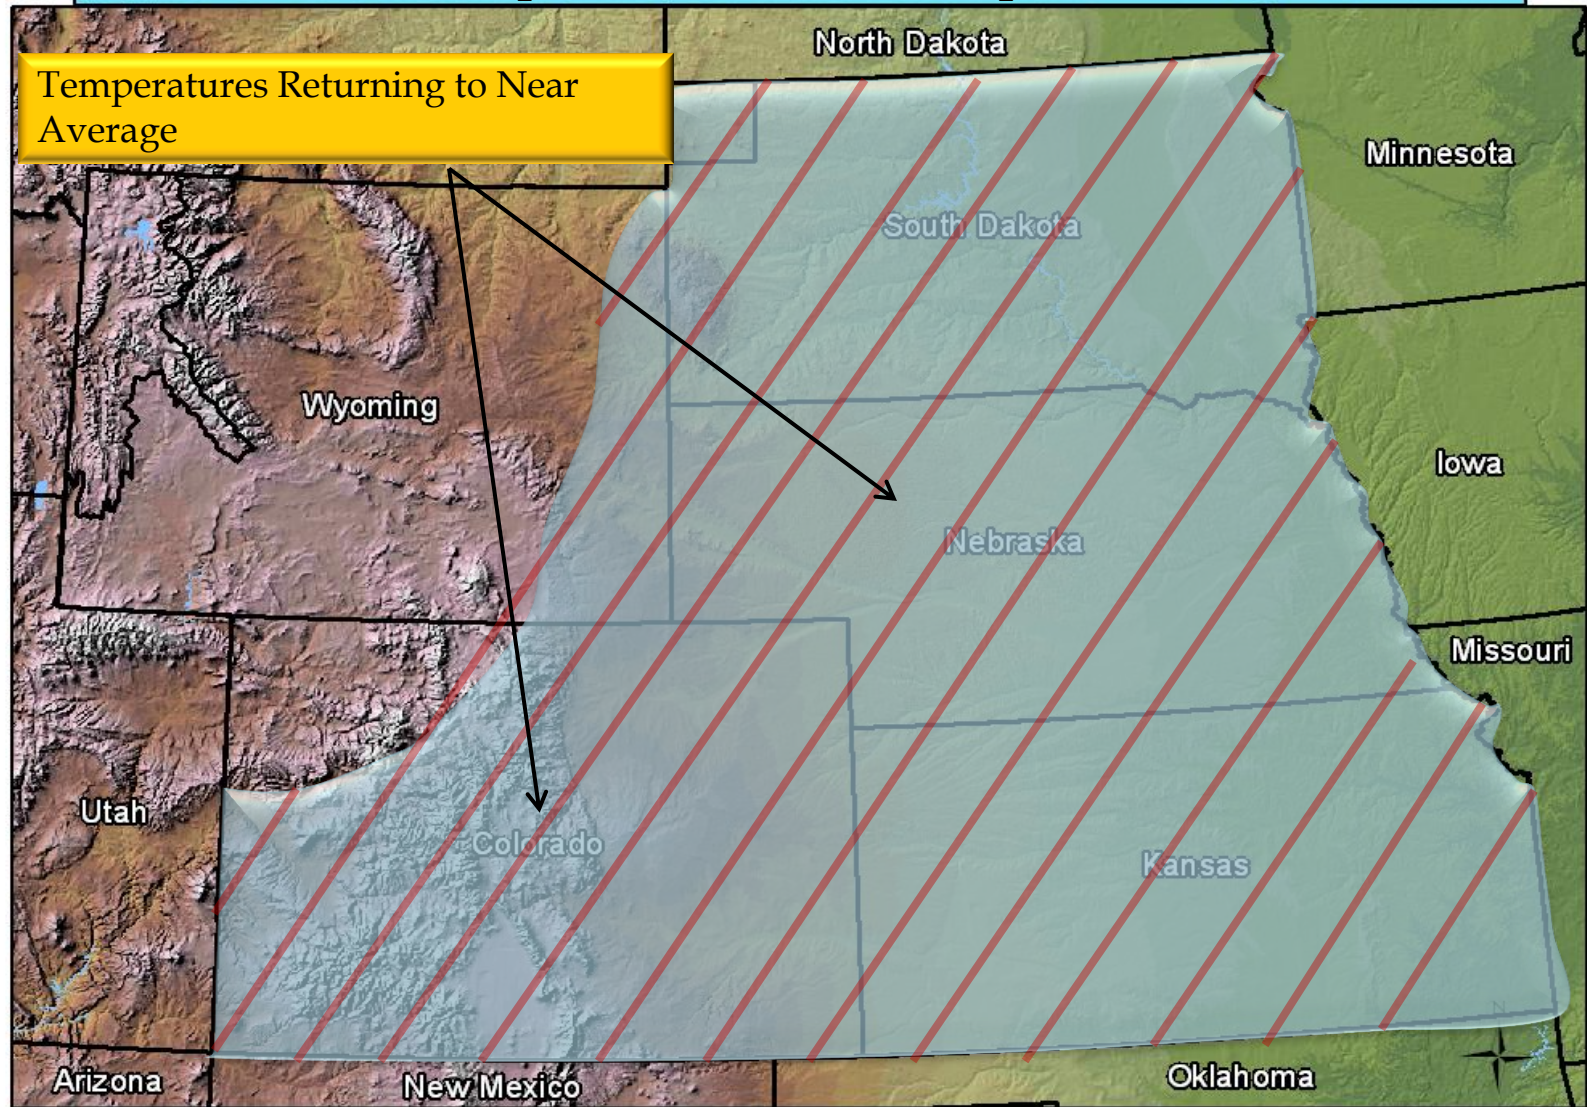 North Dakota
Temperatures Returning to Near
Average
Minnesota
South Dakota
Wyoming
Iowa
Nebraska
Missouri
Utah
Colorado
Kansas
N
Arizona
New Mexico
Oklahoma